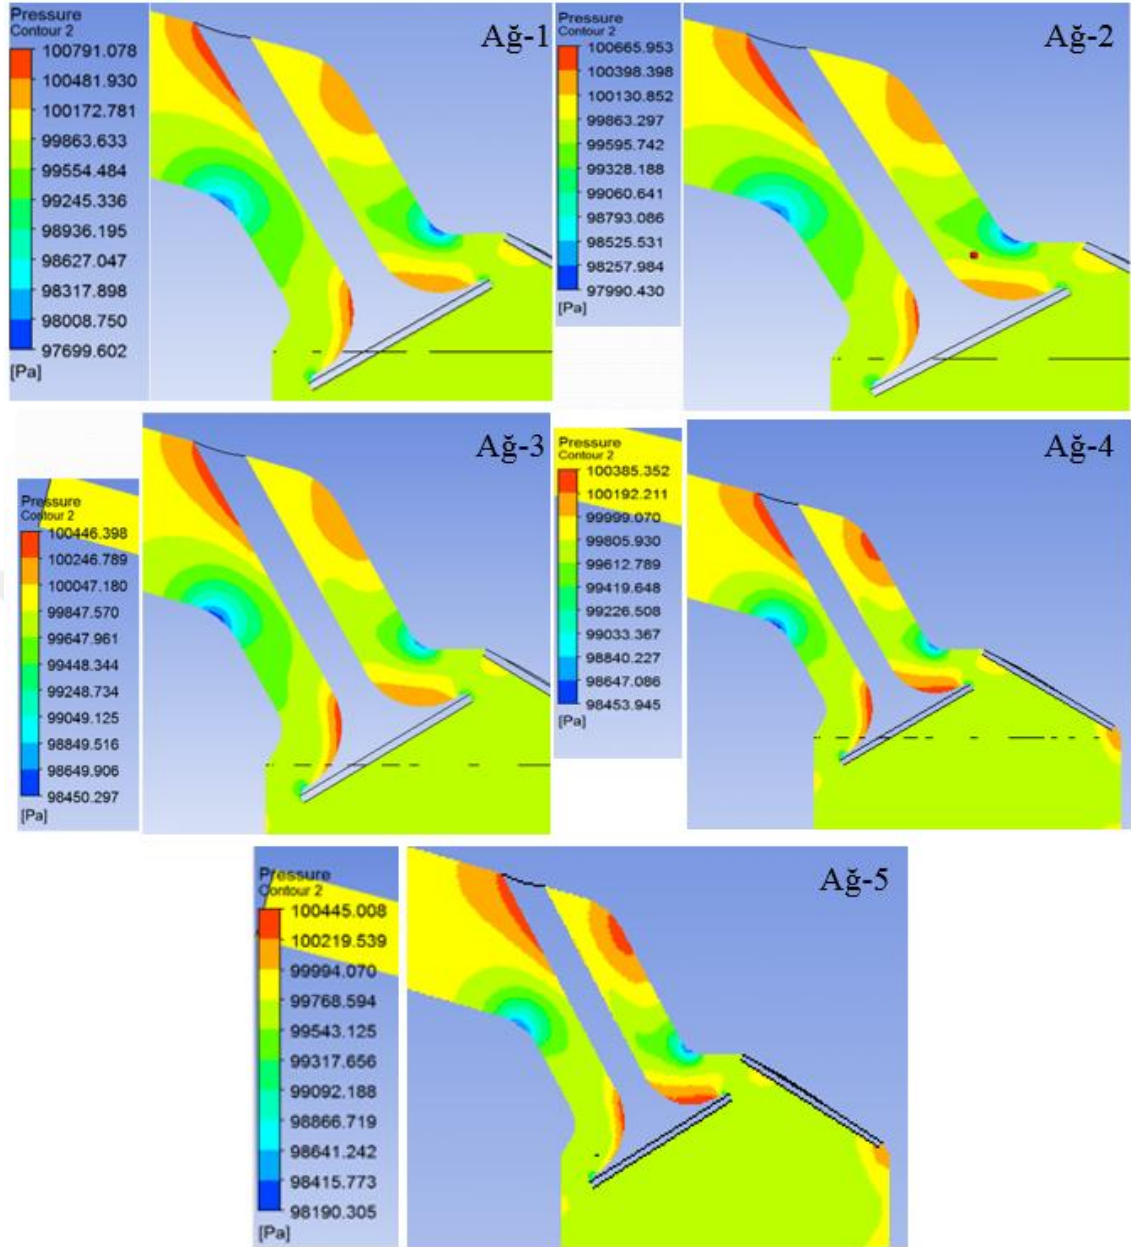 Pressure
Contour 2
100791.078
100481.930
100172.781
99863.633
99554.484
99245.336
98936.195
98627.047
98317.898
98008.750
97699.602
[Pa]
Ağ-1
Pressure
Contour 2
100665.953
100398.398
100130.852
99863.297
99595.742
99328.188
99060.641
98793.086
98525.531
98257.984
97990.430
[Pa]
Ağ-2
Pressure
Contour 2
100446.398
100246.789
100047.180
99847.570
99647.961
99448.344
99248.734
99049.125
98849.516
98649.906
98450.297
[Pa]
Ağ-3
Pressure
Contour 2
100385.352
100192.211
99999.070
99805.930
99612.789
99419.648
99226.508
99033.367
98840.227
98647.086
98453.945
[Pa]
Ağ-4
Pressure
Contour 2
100445.008
100219.539
99994.070
99768.594
99543.125
99317.656
99092.188
98866.719
98641.242
98415.773
98190.305
[Pa]
Ağ-5